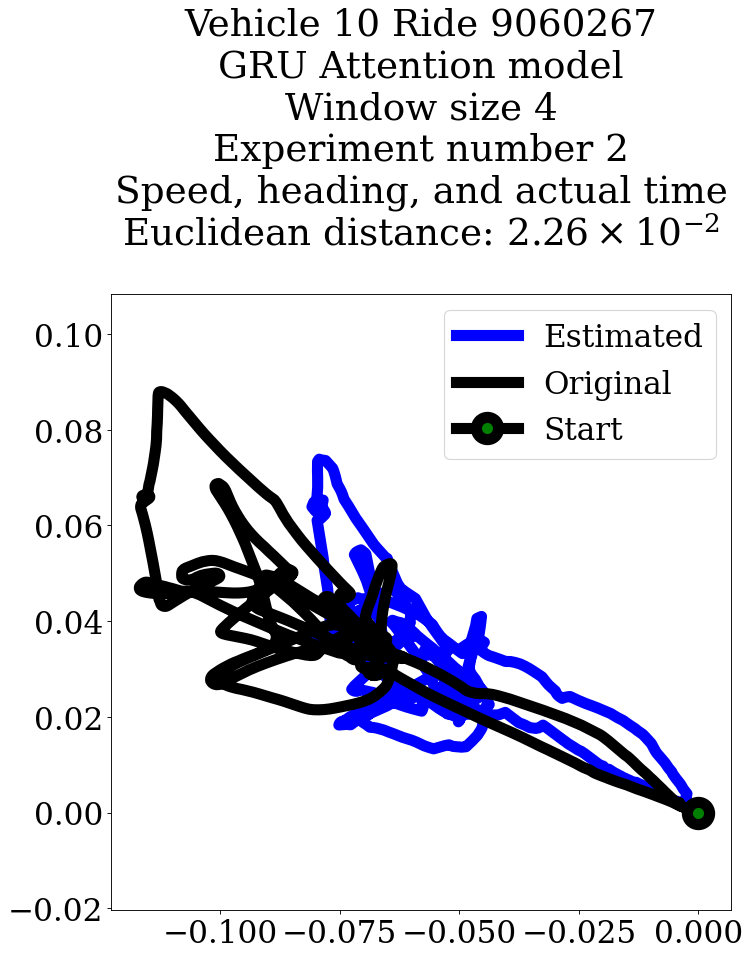 Vehicle 10 Ride 9060267
GRU Attention model
Window size 4
Experiment number 2
Speed, heading, and actual time
Euclidean distance: 2.26 × 10⁻²
Estimated
Original
Start
0.10
0.08
0.06
0.04
0.02
0.00
−0.02
−0.100 −0.075 −0.050 −0.025 0.000